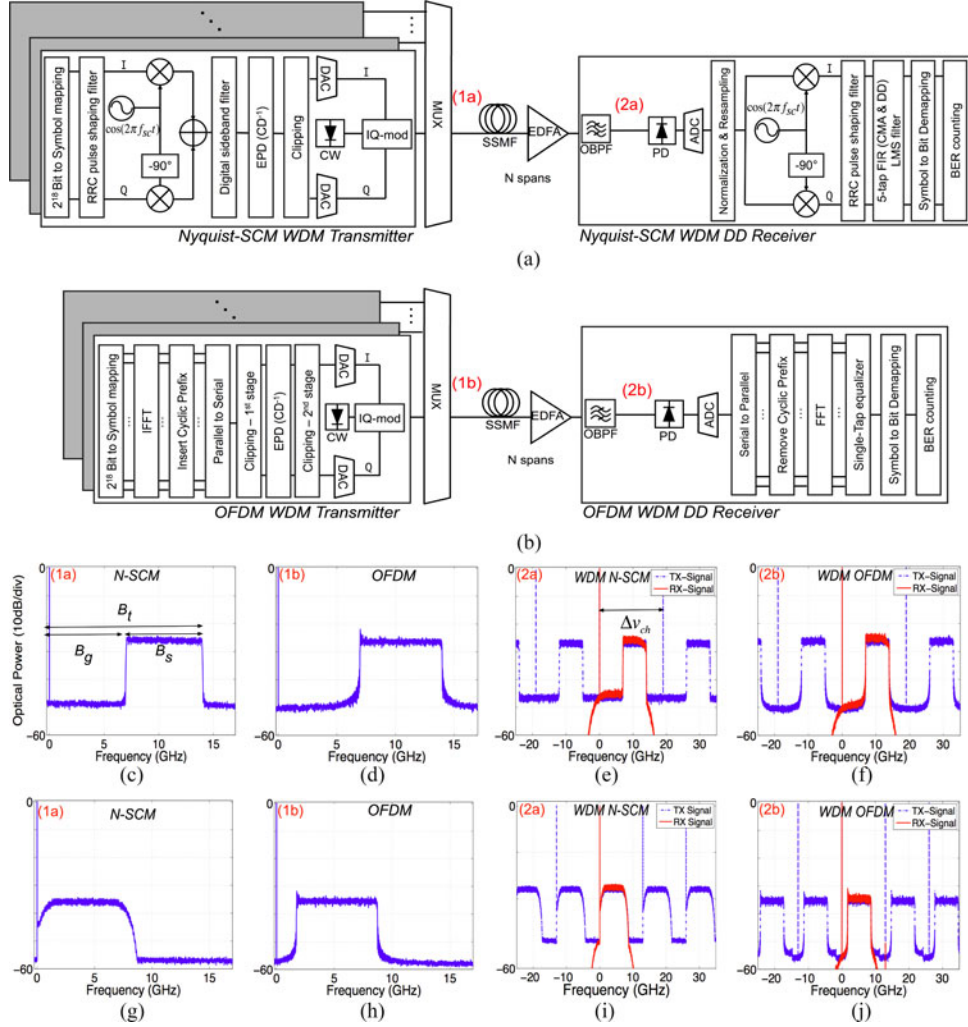 2^18 Bit to Symbol mapping
RRC pulse shaping filter
I
cos(2πf_SC t)
-90°
Q
Digital sideband filter
EPD (CD^-1)
Clipping
DAC
I
CW
IQ-mod
DAC
Q
Nyquist-SCM WDM Transmitter
MUX
(1a)
SSMF
EDFA
N spans
(2a)
OBPF
PD
ADC
Normalization & Resampling
I
cos(2πf_SC t)
-90°
Q
RRC pulse shaping filter
5-tap FIR (CMA & DD)
LMS filter
Symbol to Bit Demapping
BER counting
Nyquist-SCM WDM DD Receiver
(a)
2^18 Bit to Symbol mapping
IFFT
Insert Cyclic Prefix
Parallel to Serial
Clipping – 1st stage
EPD (CD^-1)
Clipping – 2nd stage
DAC
I
CW
IQ-mod
DAC
Q
OFDM WDM Transmitter
MUX
(1b)
SSMF
EDFA
N spans
(2b)
OBPF
PD
ADC
Serial to Parallel
Remove Cyclic Prefix
FFT
Single-Tap equalizer
Symbol to Bit Demapping
BER counting
OFDM WDM DD Receiver
(b)
Optical Power (10dB/div)
0
-60
(1a)
N-SCM
B_t
B_g
B_s
0 5 10 15
Frequency (GHz)
(c)
0
-60
(1b)
OFDM
0 5 10 15
Frequency (GHz)
(d)
0
-60
(2a)
WDM N-SCM
TX-Signal
RX-Signal
Δν_ch
-20 -10 0 10 20 30
Frequency (GHz)
(e)
0
-60
(2b)
WDM OFDM
TX-Signal
RX-Signal
-20 -10 0 10 20 30
Frequency (GHz)
(f)
0
-60
(1a)
N-SCM
0 5 10 15
Frequency (GHz)
(g)
0
-60
(1b)
OFDM
0 5 10 15
Frequency (GHz)
(h)
0
-60
(2a)
WDM N-SCM
TX Signal
RX Signal
-20 -10 0 10 20 30
Frequency (GHz)
(i)
0
-60
(2b)
WDM OFDM
TX-Signal
RX-Signal
-20 -10 0 10 20 30
Frequency (GHz)
(j)